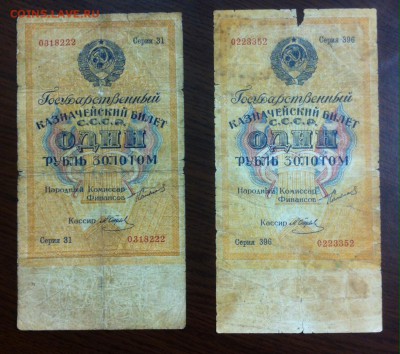 COINS.LAVE.RU
0318222 Серия 31
Государственный
КАЗНАЧЕЙСКИЙ БИЛЕТ
С.С.С.Р.
ОДИН
РУБЛЬ ЗОЛОТОМ
Народный Комиссар
Финансов
Кассир
Серия 31 0318222
0223352 Серия 396
Государственный
КАЗНАЧЕЙСКИЙ БИЛЕТ
С.С.С.Р.
ОДИН
РУБЛЬ ЗОЛОТОМ
Народный Комиссар
Финансов
Кассир
Серия 396 0223352